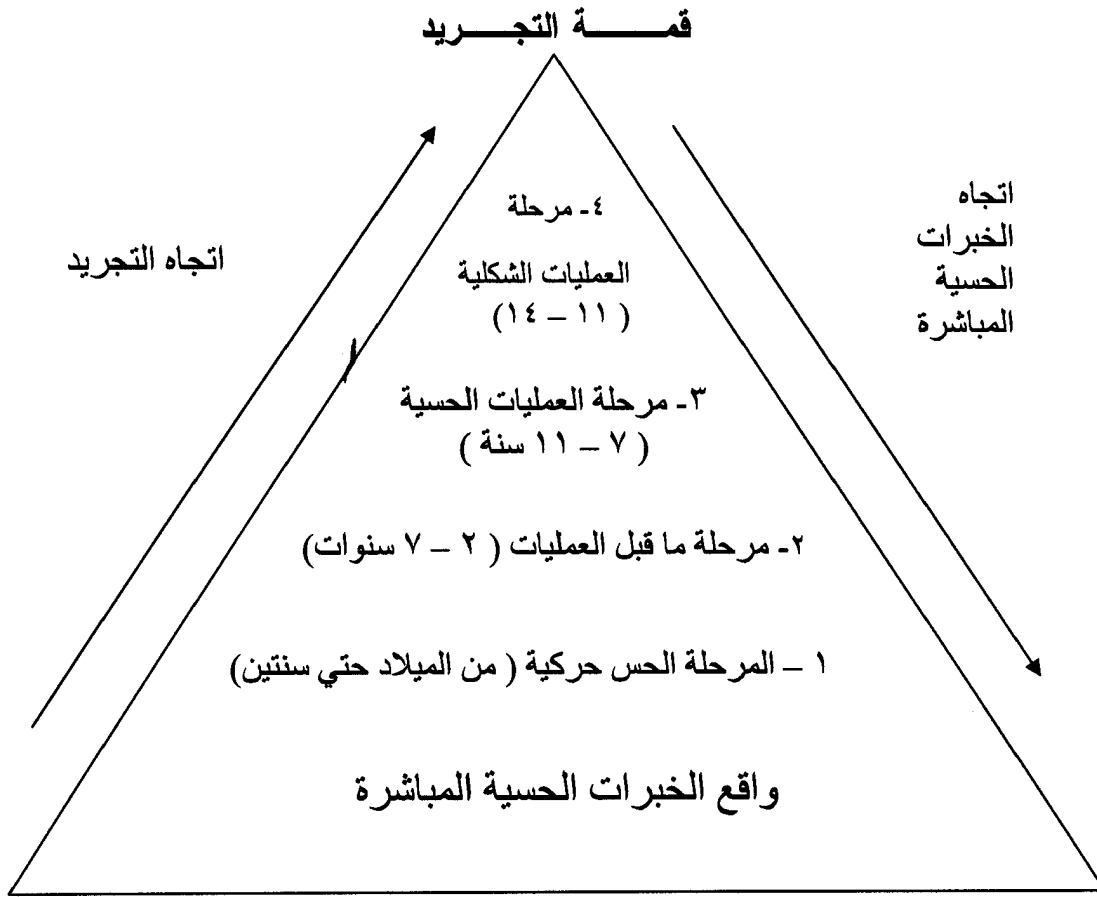 قمـــــــة التجـــــريد
اتجاه
الخبرات
الحسية
المباشرة
اتجاه التجريد
٤- مرحلة
العمليات الشكلية
( ١١ – ١٤)
٣- مرحلة العمليات الحسية
( ٧ – ١١ سنة )
٢- مرحلة ما قبل العمليات ( ٢ – ٧ سنوات)
١ – المرحلة الحس حركية ( من الميلاد حتي سنتين)
واقع الخبرات الحسية المباشرة